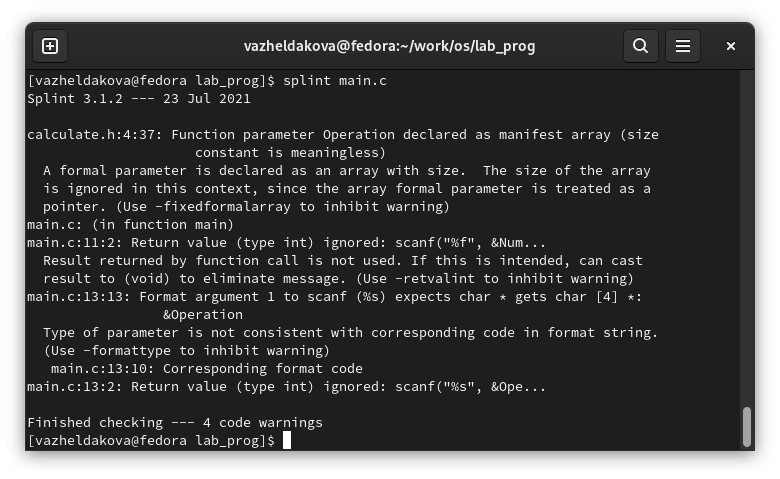 vazheldakova@fedora:~/work/os/lab_prog
[vazheldakova@fedora lab_prog]$ splint main.c
Splint 3.1.2 --- 23 Jul 2021
calculate.h:4:37: Function parameter Operation declared as manifest array (size
constant is meaningless)
A formal parameter is declared as an array with size.  The size of the array
is ignored in this context, since the array formal parameter is treated as a
pointer. (Use -fixedformalarray to inhibit warning)
main.c: (in function main)
main.c:11:2: Return value (type int) ignored: scanf("%f", &Num...
Result returned by function call is not used. If this is intended, can cast
result to (void) to eliminate message. (Use -retvalint to inhibit warning)
main.c:13:13: Format argument 1 to scanf (%s) expects char * gets char [4] *:
&Operation
Type of parameter is not consistent with corresponding code in format string.
(Use -formattype to inhibit warning)
main.c:13:10: Corresponding format code
main.c:13:2: Return value (type int) ignored: scanf("%s", &Ope...
Finished checking --- 4 code warnings
[vazheldakova@fedora lab_prog]$